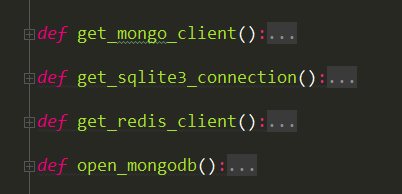 def get_mongo_client():...
def get_sqlite3_connection():...
def get_redis_client():...
def open_mongodb():...